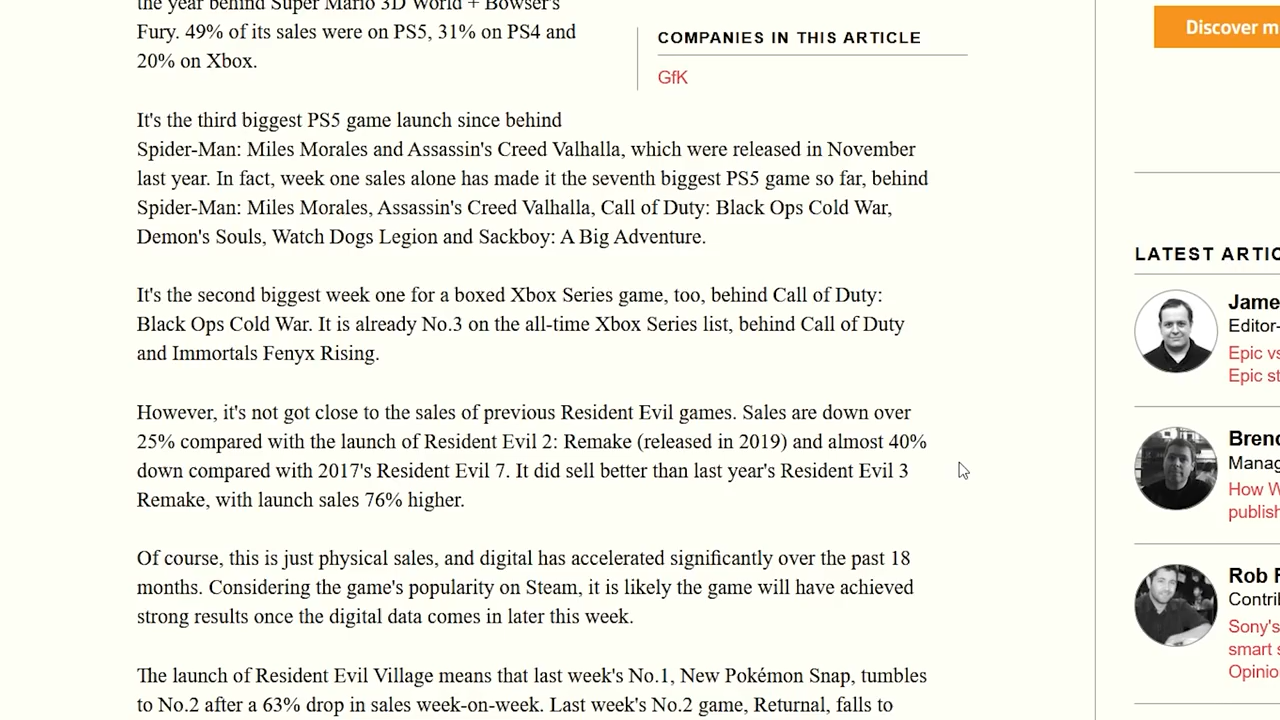 the year behind Super Mario 3D World + Bowser's
Fury. 49% of its sales were on PS5, 31% on PS4 and
20% on Xbox.
COMPANIES IN THIS ARTICLE
GfK
It's the third biggest PS5 game launch since behind
Spider-Man: Miles Morales and Assassin's Creed Valhalla, which were released in November
last year. In fact, week one sales alone has made it the seventh biggest PS5 game so far, behind
Spider-Man: Miles Morales, Assassin's Creed Valhalla, Call of Duty: Black Ops Cold War,
Demon's Souls, Watch Dogs Legion and Sackboy: A Big Adventure.
It's the second biggest week one for a boxed Xbox Series game, too, behind Call of Duty:
Black Ops Cold War. It is already No.3 on the all-time Xbox Series list, behind Call of Duty
and Immortals Fenyx Rising.
However, it's not got close to the sales of previous Resident Evil games. Sales are down over
25% compared with the launch of Resident Evil 2: Remake (released in 2019) and almost 40%
down compared with 2017's Resident Evil 7. It did sell better than last year's Resident Evil 3
Remake, with launch sales 76% higher.
Of course, this is just physical sales, and digital has accelerated significantly over the past 18
months. Considering the game's popularity on Steam, it is likely the game will have achieved
strong results once the digital data comes in later this week.
The launch of Resident Evil Village means that last week's No.1, New Pokémon Snap, tumbles
to No.2 after a 63% drop in sales week-on-week. Last week's No.2 game, Returnal, falls to
Discover m
LATEST ARTIC
Jame
Editor-
Epic vs
Epic st
Brend
Manag
How W
publish
Rob F
Contrib
Sony's
smart s
Opinio